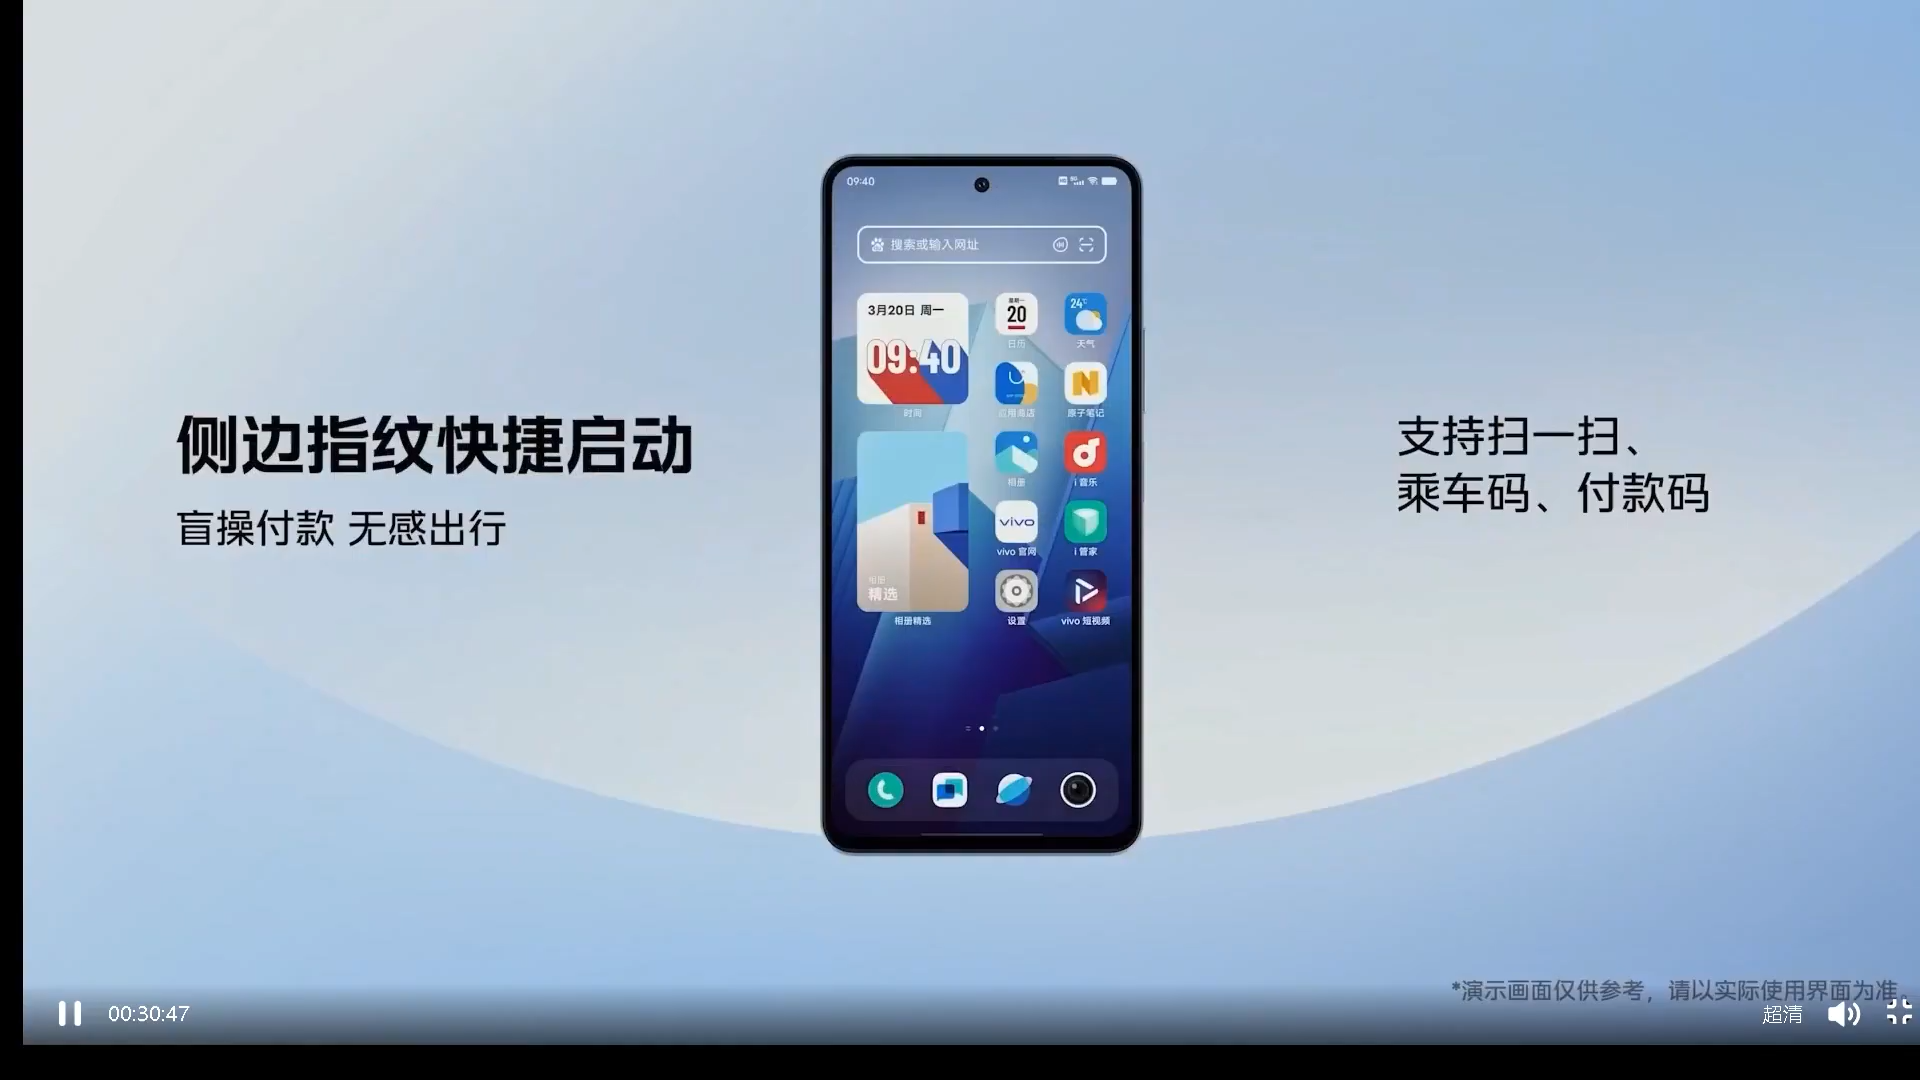 侧边指纹快捷启动
盲操付款 无感出行
09:40
搜索或输入网址
3月20日 周一
09:40
时间
星期一
20
日历
24℃
天气
应用商店
原子笔记
相册
i 音乐
vivo
vivo 官网
i 管家
相册
精选
相册精选
设置
vivo 短视频
支持扫一扫、
乘车码、付款码
*演示画面仅供参考，请以实际使用界面为准。
00:30:47
超清